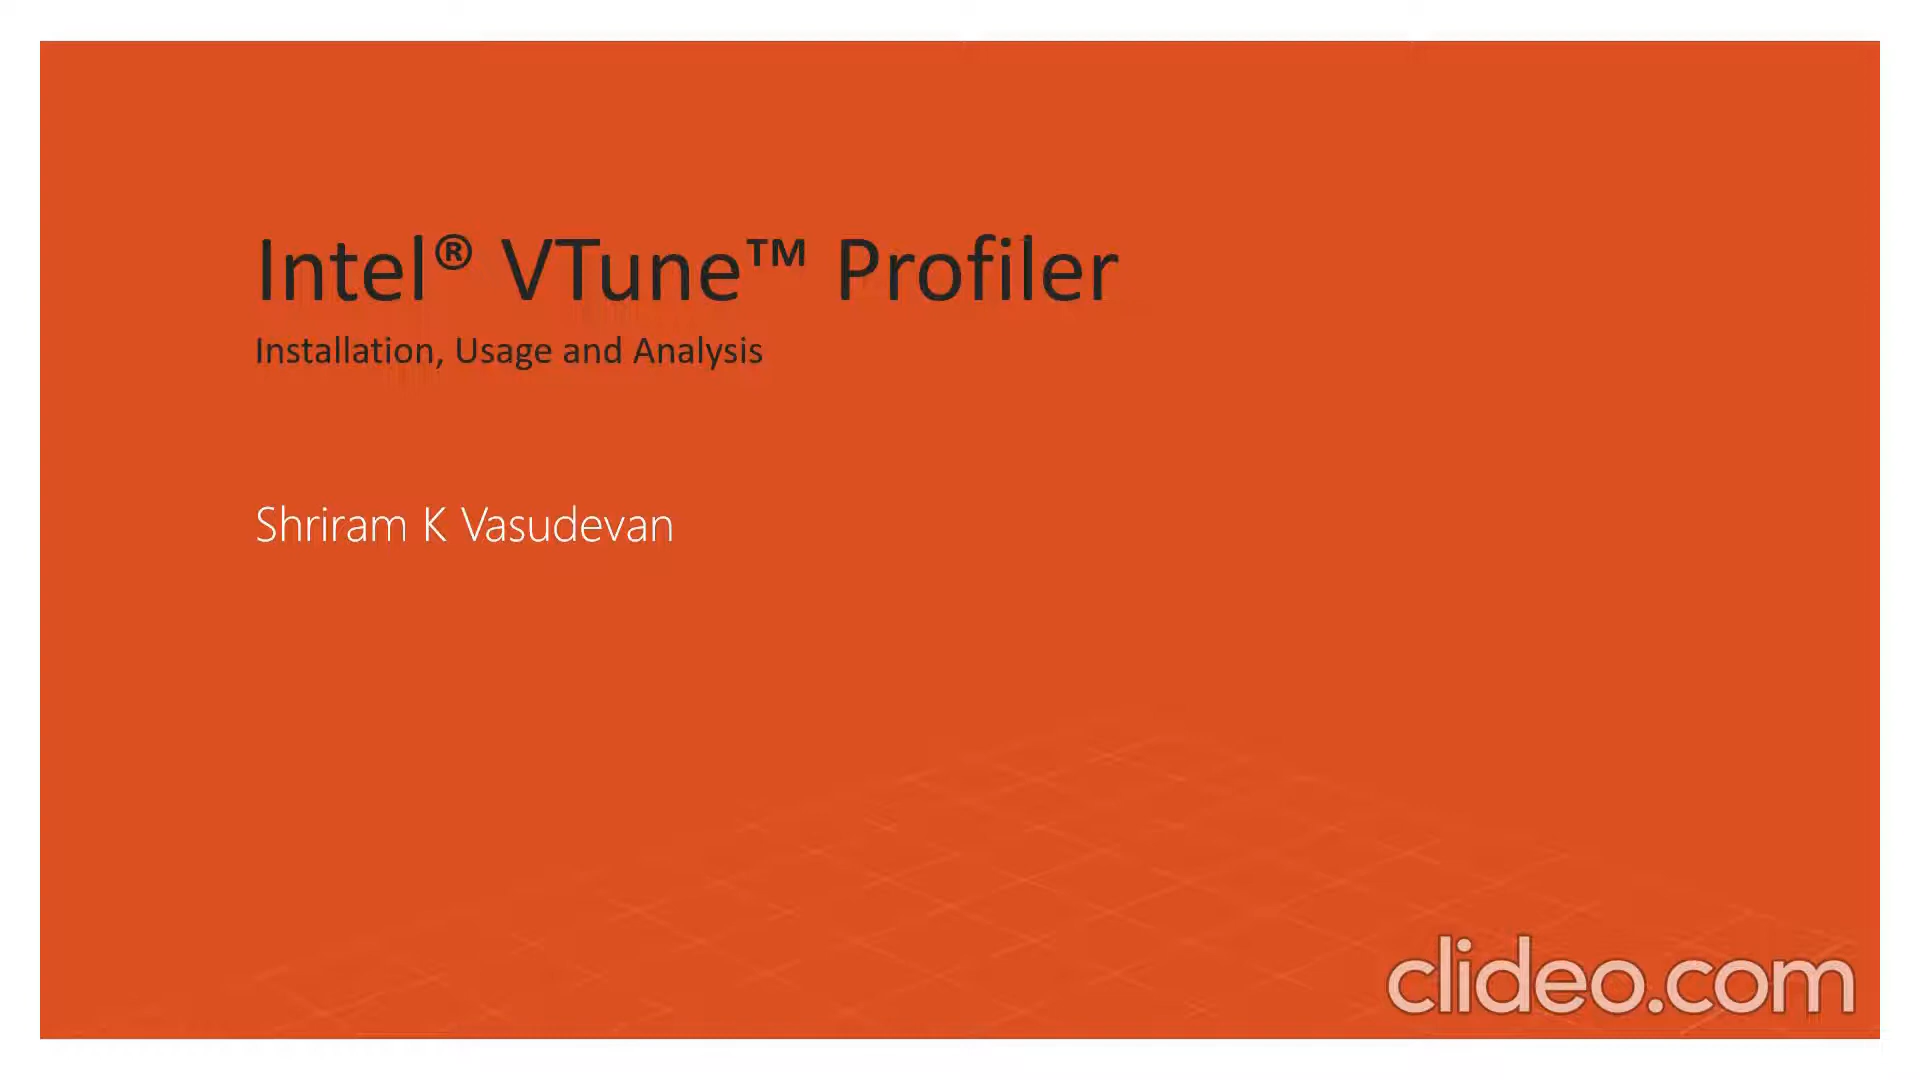 Intel® VTune™ Profiler
Installation, Usage and Analysis
Shriram K Vasudevan
clideo.com